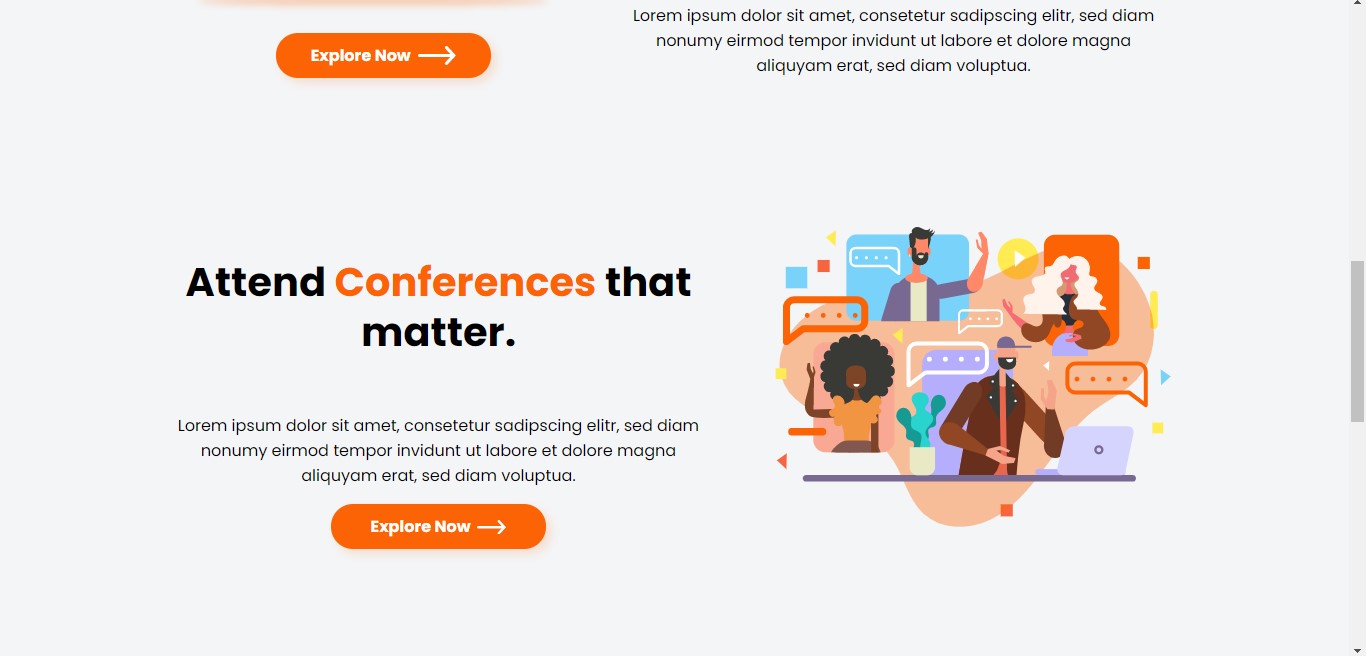 Explore Now
Lorem ipsum dolor sit amet, consetetur sadipscing elitr, sed diam
nonumy eirmod tempor invidunt ut labore et dolore magna
aliquyam erat, sed diam voluptua.
Attend Conferences that
matter.
Lorem ipsum dolor sit amet, consetetur sadipscing elitr, sed diam
nonumy eirmod tempor invidunt ut labore et dolore magna
aliquyam erat, sed diam voluptua.
Explore Now